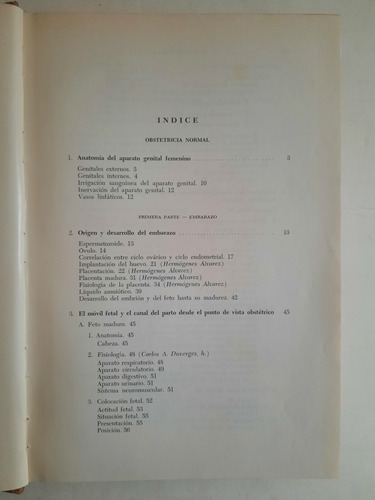 INDICE
OBSTETRICIA NORMAL
1. Anatomía del aparato genital femenino 3
Genitales externos. 3
Genitales internos. 4
Irrigación sanguínea del aparato genital. 10
Inervación del aparato genital. 12
Vasos linfáticos. 12
PRIMERA PARTE — EMBARAZO
2. Origen y desarrollo del embarazo 13
Espermatozoide. 13
Ovulo. 14
Correlación entre ciclo ovárico y ciclo endometrial. 17
Implantación del huevo. 21 (Hermógenes Alvarez)
Placentación. 22 (Hermógenes Alvarez)
Placenta madura. 31 (Hermógenes Alvarez)
Fisiología de la placenta. 34 (Hermógenes Alvarez)
Líquido amniótico. 39
Desarrollo del embrión y del feto hasta su madurez. 42
3. El móvil fetal y el canal del parto desde el punto de vista obstétrico 45
A. Feto maduro. 45
1. Anatomía. 45
Cabeza. 45
2. Fisiología. 48 (Carlos A. Daverges, h.)
Aparato respiratorio. 48
Aparato circulatorio. 49
Aparato digestivo. 51
Aparato urinario. 51
Sistema neuromuscular. 51
3. Colocación fetal. 52
Actitud fetal. 53
Situación fetal. 53
Presentación. 55
Posición. 56